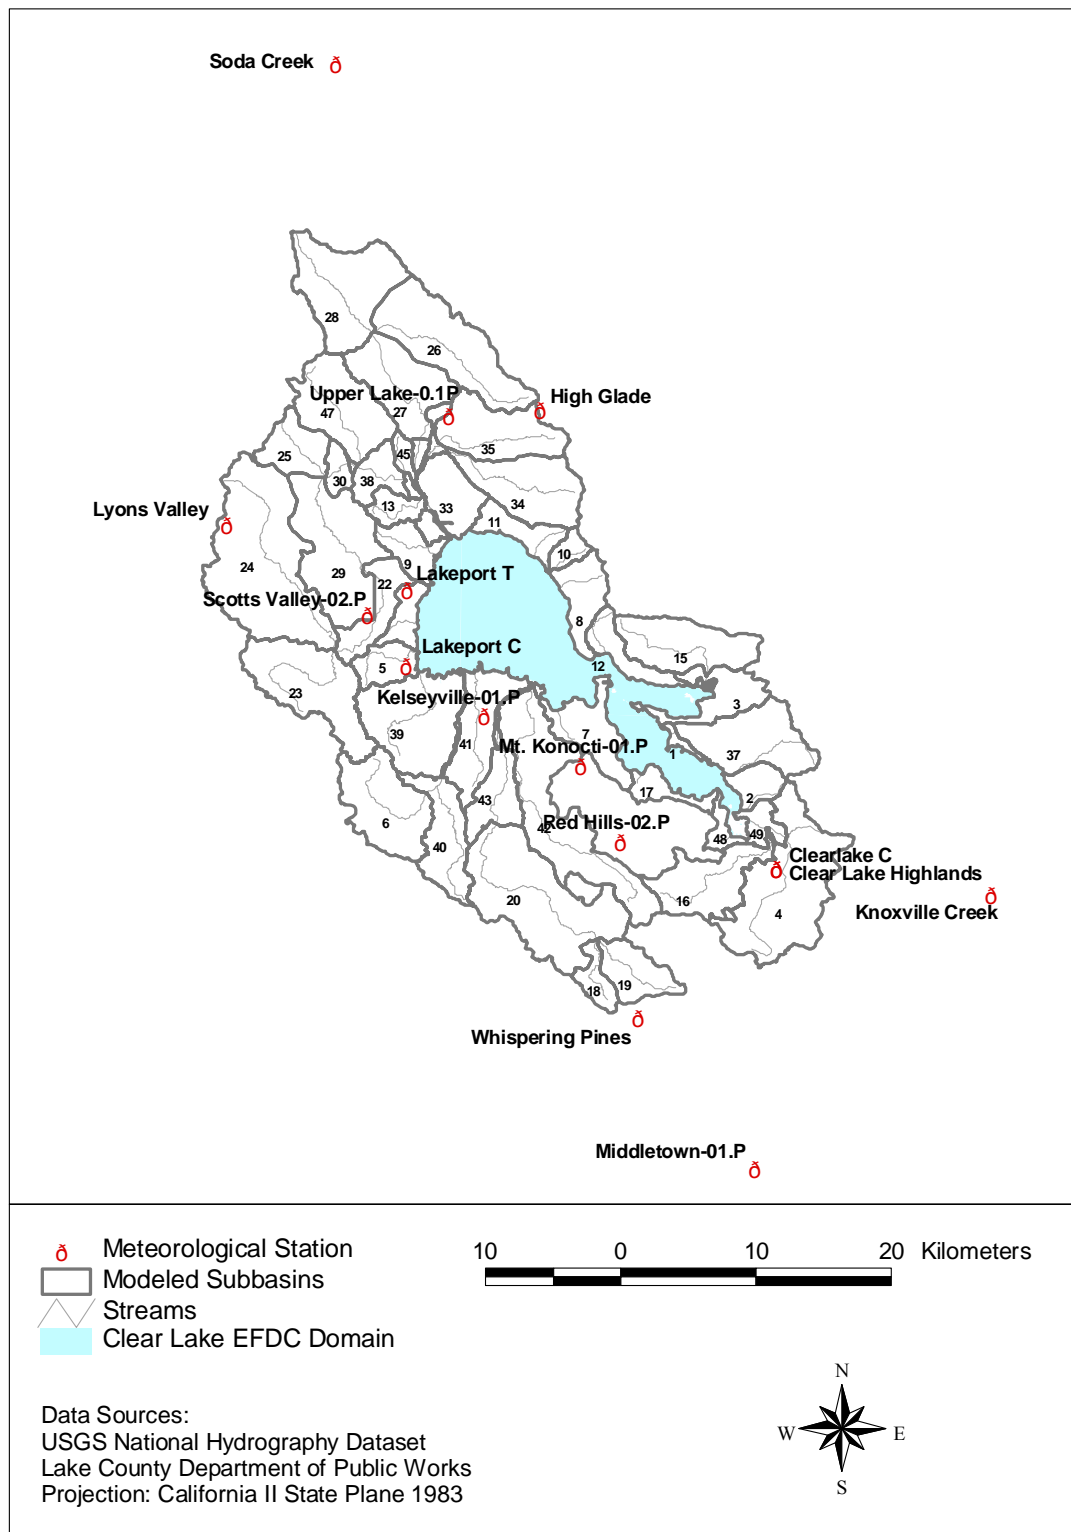 Soda Creek ð
28
26
Upper Lake-0.1P ð
High Glade ð
47
27
35
45
25
30
38
13
33
34
11
Lyons Valley ð
10
24
29
9
22
Lakeport T ð
Scotts Valley-02.P ð
8
Lakeport C ð
5
12
15
23
Kelseyville-01.P ð
3
39
41
7
Mt. Konocti-01.P ð
1
37
17
2
43
6
42
Red Hills-02.P ð
48
49
40
Clearlake C
Clear Lake Highlands ð
20
16
4
Knoxville Creek ð
18
19
Whispering Pines ð
Middletown-01.P ð
ð Meteorological Station
Modeled Subbasins
Streams
Clear Lake EFDC Domain
10 0 10 20 Kilometers
Data Sources:
USGS National Hydrography Dataset
Lake County Department of Public Works
Projection: California II State Plane 1983
N
W E
S